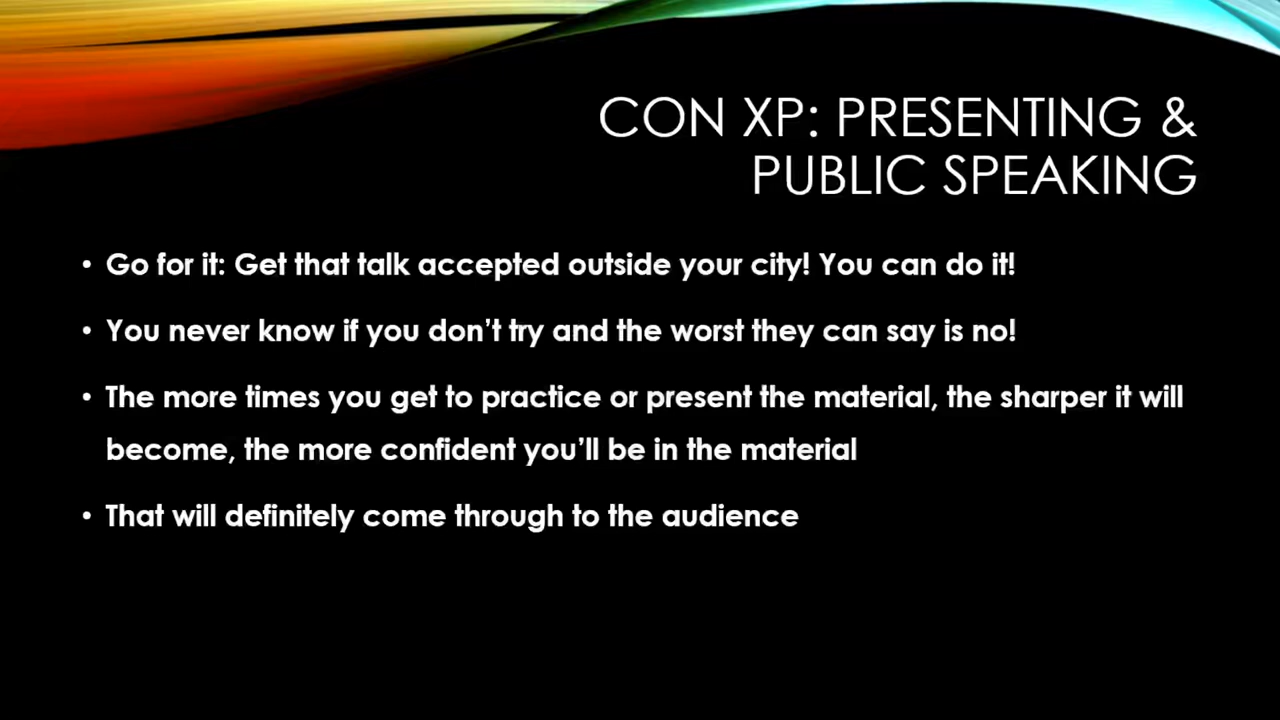 CON XP: PRESENTING &
PUBLIC SPEAKING
• Go for it: Get that talk accepted outside your city! You can do it!
• You never know if you don’t try and the worst they can say is no!
• The more times you get to practice or present the material, the sharper it will
become, the more confident you’ll be in the material
• That will definitely come through to the audience